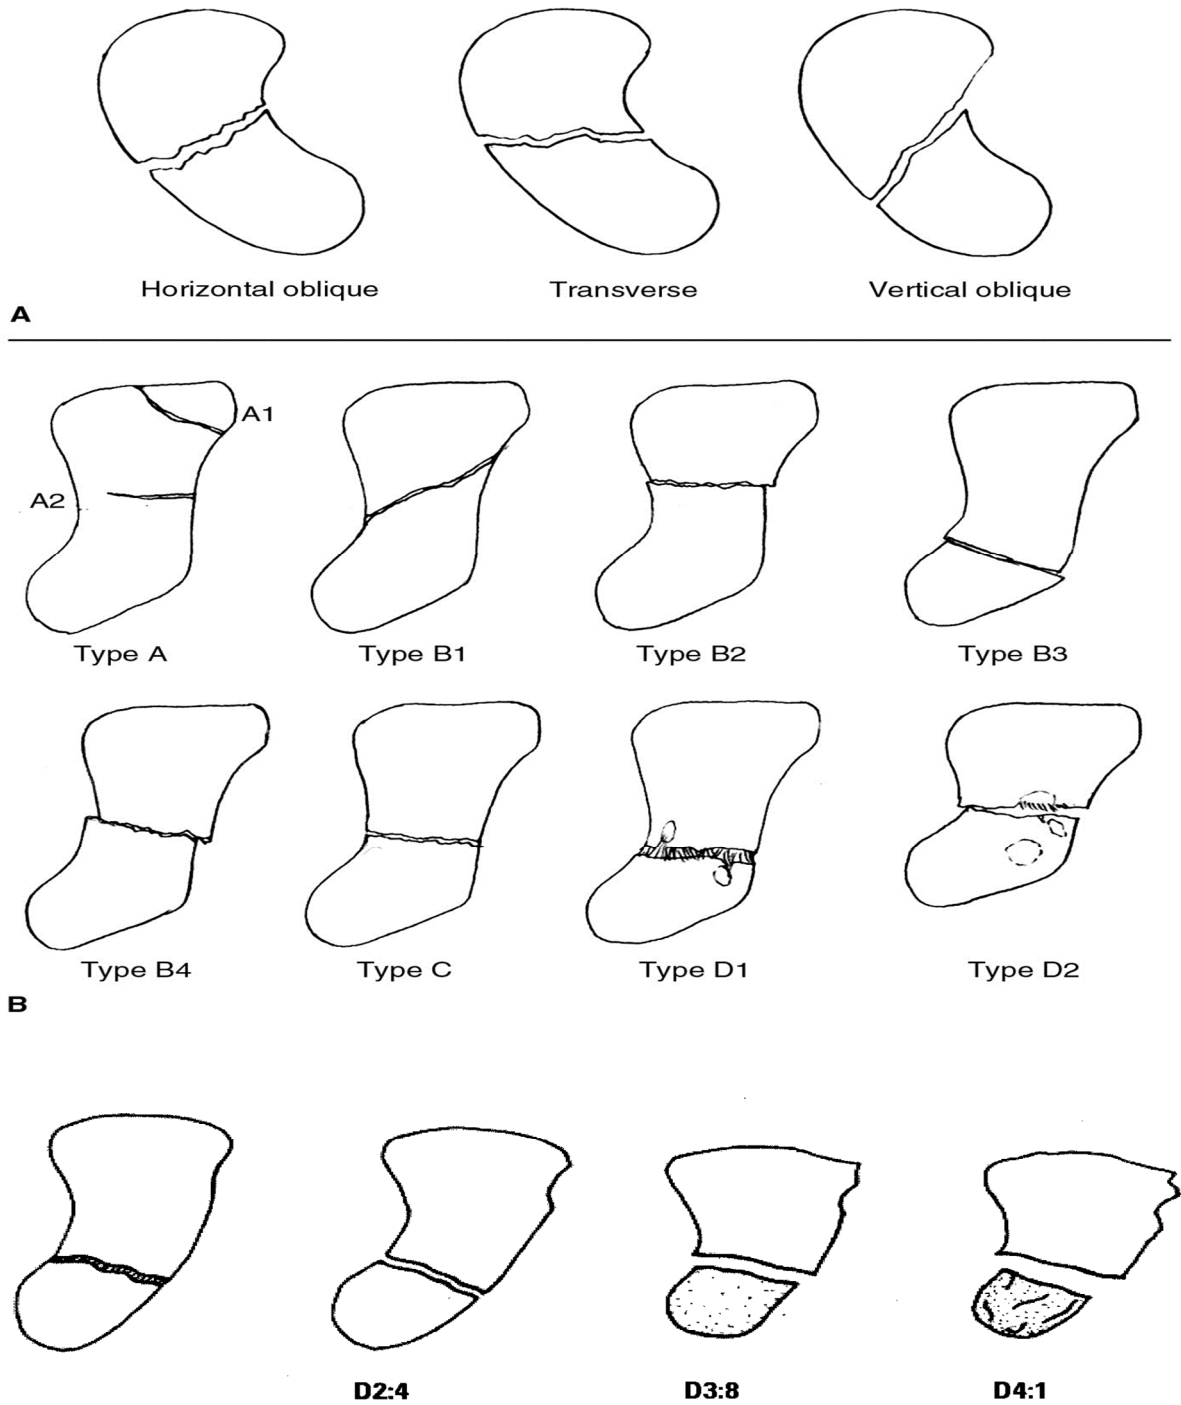 Horizontal oblique Transverse Vertical oblique
A
A1
A2
Type A Type B1 Type B2 Type B3
Type B4 Type C Type D1 Type D2
B
D2:4 D3:8 D4:1